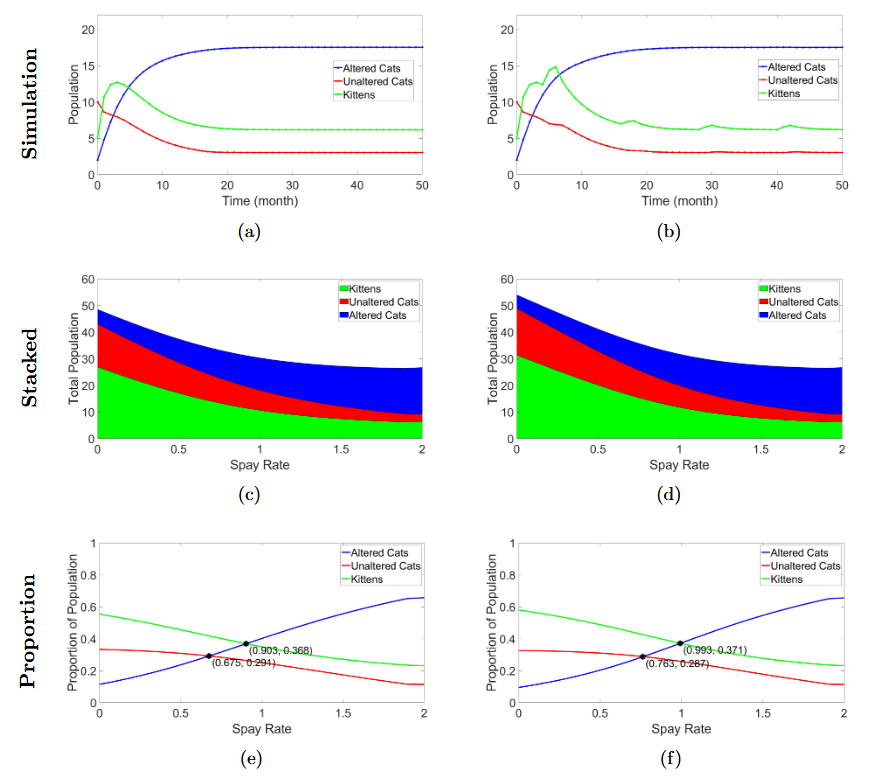 Simulation
Population
20
15
10
5
0
0
10
20
30
40
50
Time (month)
Altered Cats
Unaltered Cats
Kittens
(a)
Population
20
15
10
5
0
0
10
20
30
40
50
Time (month)
Altered Cats
Unaltered Cats
Kittens
(b)
Stacked
Total Population
60
50
40
30
20
10
0
0
0.5
1
1.5
2
Spay Rate
Kittens
Unaltered Cats
Altered Cats
(c)
Total Population
60
50
40
30
20
10
0
0
0.5
1
1.5
2
Spay Rate
Kittens
Unaltered Cats
Altered Cats
(d)
Proportion
Proportion of Population
1
0.8
0.6
0.4
0.2
0
0
0.5
1
1.5
2
Spay Rate
Altered Cats
Unaltered Cats
Kittens
(0.903, 0.368)
(0.675, 0.291)
(e)
Proportion of Population
1
0.8
0.6
0.4
0.2
0
0
0.5
1
1.5
2
Spay Rate
Altered Cats
Unaltered Cats
Kittens
(0.993, 0.371)
(0.763, 0.287)
(f)